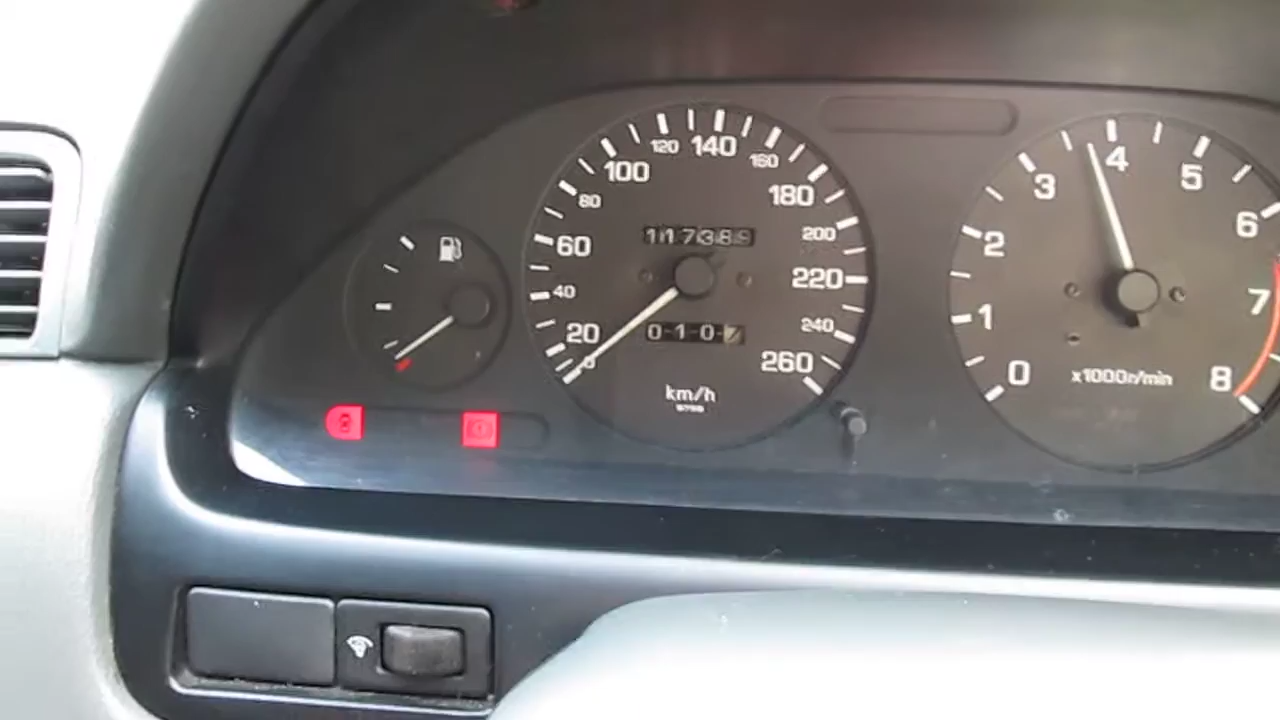 0 20 40 60 80 100 120 140 160 180 200 220 240 260
117389
0 1 0
km/h
0 1 2 3 4 5 6 7 8
x1000r/min